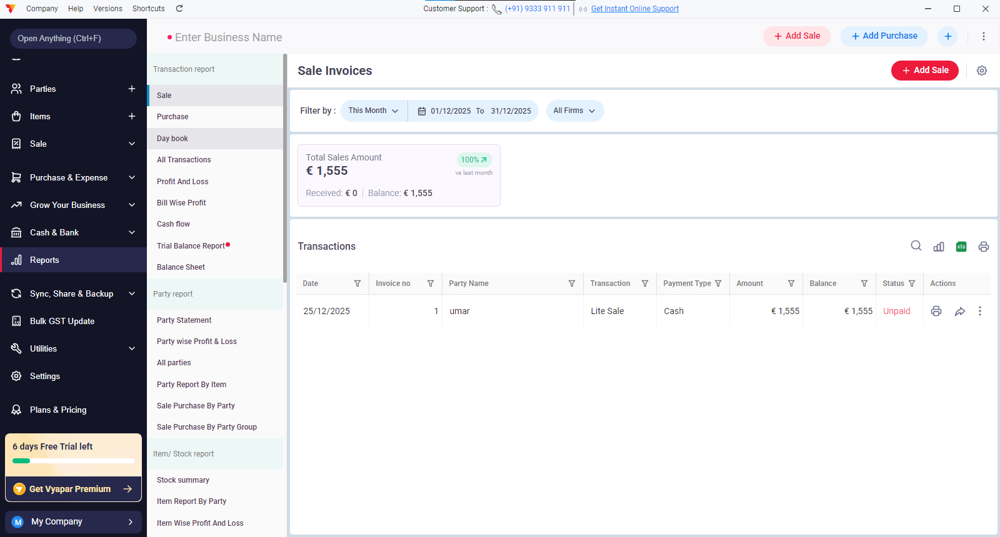 Company Help Versions Shortcuts
Customer Support : (+91) 9333 911 911 Get Instant Online Support
Open Anything (Ctrl+F)
Parties
Items
Sale
Purchase & Expense
Grow Your Business
Cash & Bank
Reports
Sync, Share & Backup
Bulk GST Update
Utilities
Settings
Plans & Pricing
6 days Free Trial left
Get Vyapar Premium
M My Company
Enter Business Name
Add Sale
Add Purchase
Transaction report
Sale
Purchase
Day book
All Transactions
Profit And Loss
Bill Wise Profit
Cash flow
Trial Balance Report
Balance Sheet
Party report
Party Statement
Party wise Profit & Loss
All parties
Party Report By Item
Sale Purchase By Party
Sale Purchase By Party Group
Item/ Stock report
Stock summary
Item Report By Party
Item Wise Profit And Loss
Sale Invoices
Add Sale
Filter by : This Month 01/12/2025 To 31/12/2025 All Firms
Total Sales Amount
100%
€ 1,555
vs last month
Received: € 0 Balance: € 1,555
Transactions
xls
Date Invoice no Party Name Transaction Payment Type Amount Balance Status Actions
25/12/2025 1 umar Lite Sale Cash € 1,555 € 1,555 Unpaid